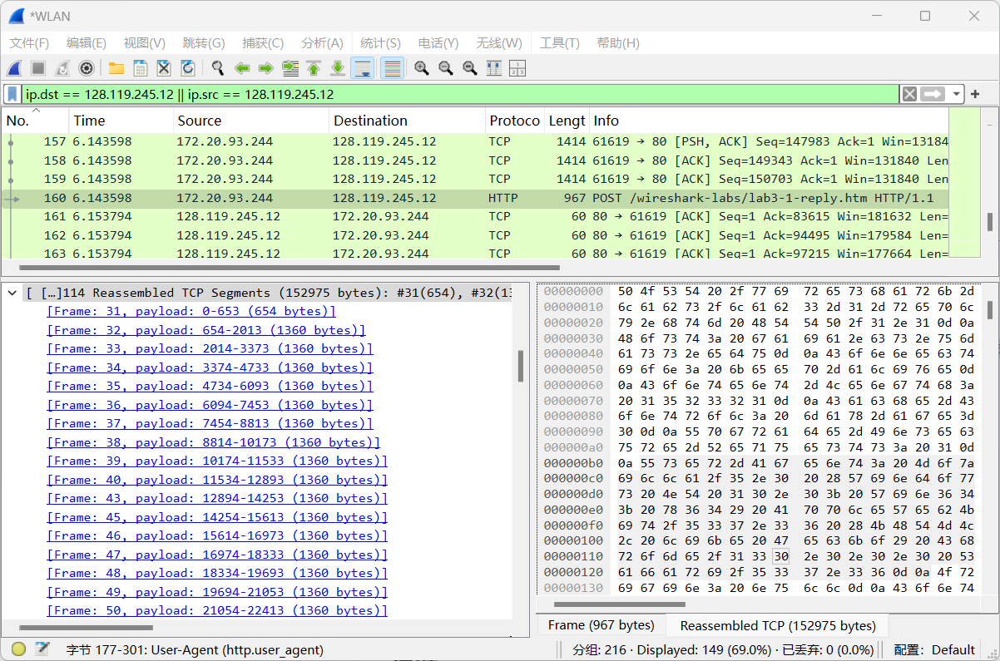 *WLAN
文件(F) 编辑(E) 视图(V) 跳转(G) 捕获(C) 分析(A) 统计(S) 电话(Y) 无线(W) 工具(T) 帮助(H)
ip.dst == 128.119.245.12 || ip.src == 128.119.245.12
No. Time Source Destination Protoco Lengt Info
157 6.143598 172.20.93.244 128.119.245.12 TCP 1414 61619 → 80 [PSH, ACK] Seq=147983 Ack=1 Win=13184
158 6.143598 172.20.93.244 128.119.245.12 TCP 1414 61619 → 80 [ACK] Seq=149343 Ack=1 Win=131840 Len
159 6.143598 172.20.93.244 128.119.245.12 TCP 1414 61619 → 80 [ACK] Seq=150703 Ack=1 Win=131840 Len
160 6.143598 172.20.93.244 128.119.245.12 HTTP 967 POST /wireshark-labs/lab3-1-reply.htm HTTP/1.1
161 6.153794 128.119.245.12 172.20.93.244 TCP 60 80 → 61619 [ACK] Seq=1 Ack=83615 Win=181632 Len=
162 6.153794 128.119.245.12 172.20.93.244 TCP 60 80 → 61619 [ACK] Seq=1 Ack=94495 Win=179584 Len=
163 6.153794 128.119.245.12 172.20.93.244 TCP 60 80 → 61619 [ACK] Seq=1 Ack=97215 Win=177664 Len=
[ […]114 Reassembled TCP Segments (152975 bytes): #31(654), #32(13
[Frame: 31, payload: 0-653 (654 bytes)]
[Frame: 32, payload: 654-2013 (1360 bytes)]
[Frame: 33, payload: 2014-3373 (1360 bytes)]
[Frame: 34, payload: 3374-4733 (1360 bytes)]
[Frame: 35, payload: 4734-6093 (1360 bytes)]
[Frame: 36, payload: 6094-7453 (1360 bytes)]
[Frame: 37, payload: 7454-8813 (1360 bytes)]
[Frame: 38, payload: 8814-10173 (1360 bytes)]
[Frame: 39, payload: 10174-11533 (1360 bytes)]
[Frame: 40, payload: 11534-12893 (1360 bytes)]
[Frame: 43, payload: 12894-14253 (1360 bytes)]
[Frame: 45, payload: 14254-15613 (1360 bytes)]
[Frame: 46, payload: 15614-16973 (1360 bytes)]
[Frame: 47, payload: 16974-18333 (1360 bytes)]
[Frame: 48, payload: 18334-19693 (1360 bytes)]
[Frame: 49, payload: 19694-21053 (1360 bytes)]
[Frame: 50, payload: 21054-22413 (1360 bytes)]
00000000 50 4f 53 54 20 2f 77 69 72 65 73 68 61 72 6b 2d
00000010 6c 61 62 73 2f 6c 61 62 33 2d 31 2d 72 65 70 6c
00000020 79 2e 68 74 6d 20 48 54 54 50 2f 31 2e 31 0d 0a
00000030 48 6f 73 74 3a 20 67 61 69 61 2e 63 73 2e 75 6d
00000040 61 73 73 2e 65 64 75 0d 0a 43 6f 6e 6e 65 63 74
00000050 69 6f 6e 3a 20 6b 65 65 70 2d 61 6c 69 76 65 0d
00000060 0a 43 6f 6e 74 65 6e 74 2d 4c 65 6e 67 74 68 3a
00000070 20 31 35 32 33 32 31 0d 0a 43 61 63 68 65 2d 43
00000080 6f 6e 74 72 6f 6c 3a 20 6d 61 78 2d 61 67 65 3d
00000090 30 0d 0a 55 70 67 72 61 64 65 2d 49 6e 73 65 63
000000a0 75 72 65 2d 52 65 71 75 65 73 74 73 3a 20 31 0d
000000b0 0a 55 73 65 72 2d 41 67 65 6e 74 3a 20 4d 6f 7a
000000c0 69 6c 6c 61 2f 35 2e 30 20 28 57 69 6e 64 6f 77
000000d0 73 20 4e 54 20 31 30 2e 30 3b 20 57 69 6e 36 34
000000e0 3b 20 78 36 34 29 20 41 70 70 6c 65 57 65 62 4b
000000f0 69 74 2f 35 33 37 2e 33 36 20 28 4b 48 54 4d 4c
00000100 2c 20 6c 69 6b 65 20 47 65 63 6b 6f 29 20 43 68
00000110 72 6f 6d 65 2f 31 33 30 2e 30 2e 30 2e 30 20 53
00000120 61 66 61 72 69 2f 35 33 37 2e 33 36 0d 0a 4f 72
00000130 69 67 69 6e 3a 20 6e 75 6c 6c 0d 0a 43 6f 6e 74
Frame (967 bytes) Reassembled TCP (152975 bytes)
字节 177-301: User-Agent (http.user_agent) 分组: 216 · Displayed: 149 (69.0%) · 已丢弃: 0 (0.0%) 配置: Default